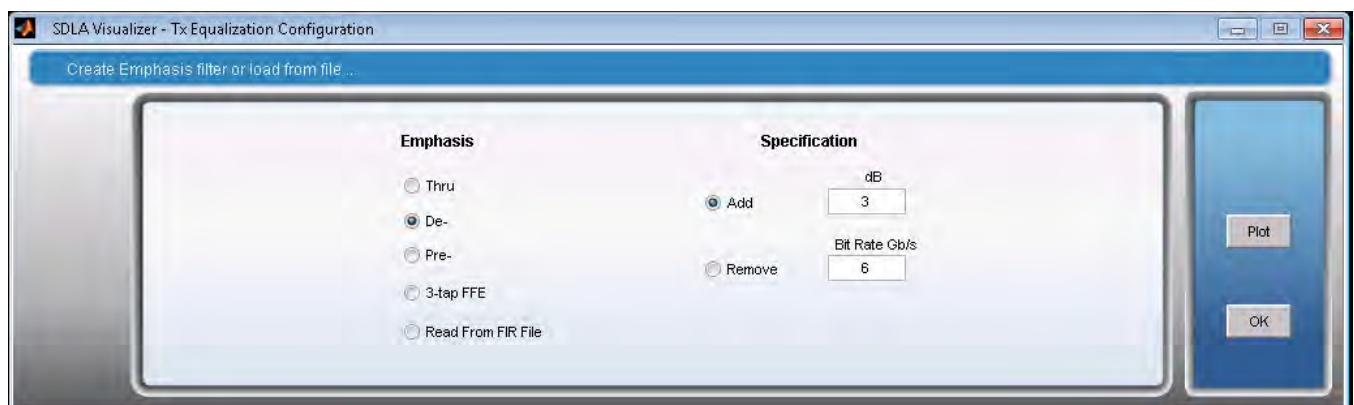 SDLA Visualizer - Tx Equalization Configuration
Create Emphasis filter or load from file ...
Emphasis
Thru
De-
Pre-
3-tap FFE
Read From FIR File
Specification
dB
Add
3
Bit Rate Gb/s
Remove
6
Plot
OK